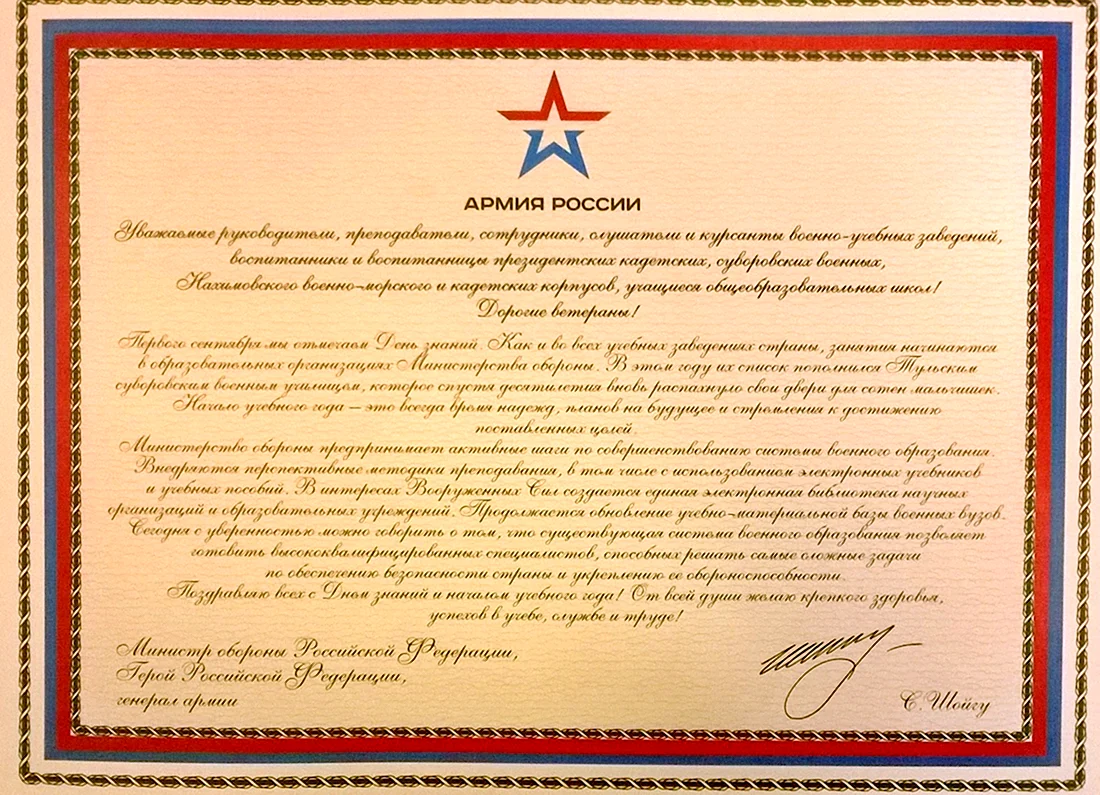 АРМИЯ РОССИИ
Уважаемые руководители, преподаватели, сотрудники, слушатели и курсанты военно-учебных заведений,
воспитанники и воспитанницы президентских кадетских, суворовских военных,
Нахимовского военно-морского и кадетских корпусов, учащиеся общеобразовательных школ!
Дорогие ветераны!
Первого сентября мы отмечаем День знаний. Как и во всех учебных заведениях страны, занятия начинаются
в образовательных организациях Министерства обороны. В этом году их список пополнился Тульским
суворовским военным училищем, которое спустя десятилетия вновь распахнуло свои двери для сотен мальчишек.
Начало учебного года – это всегда время надежд, планов на будущее и стремления к достижению
поставленных целей.
Министерство обороны предпринимает активные шаги по совершенствованию системы военного образования.
Внедряются перспективные методики преподавания, в том числе с использованием электронных учебников
и учебных пособий. В интересах Вооруженных Сил создается единая электронная библиотека научных
организаций и образовательных учреждений. Продолжается обновление учебно-материальной базы военных вузов.
Сегодня с уверенностью можно говорить о том, что существующая система военного образования позволяет
готовить высококвалифицированных специалистов, способных решать самые сложные задачи
по обеспечению безопасности страны и укреплению ее обороноспособности.
Поздравляю всех с Днем знаний и началом учебного года! От всей души желаю крепкого здоровья,
успехов в учебе, службе и труде!
Министр обороны Российской Федерации,
Герой Российской Федерации,
генерал армии
С. Шойгу